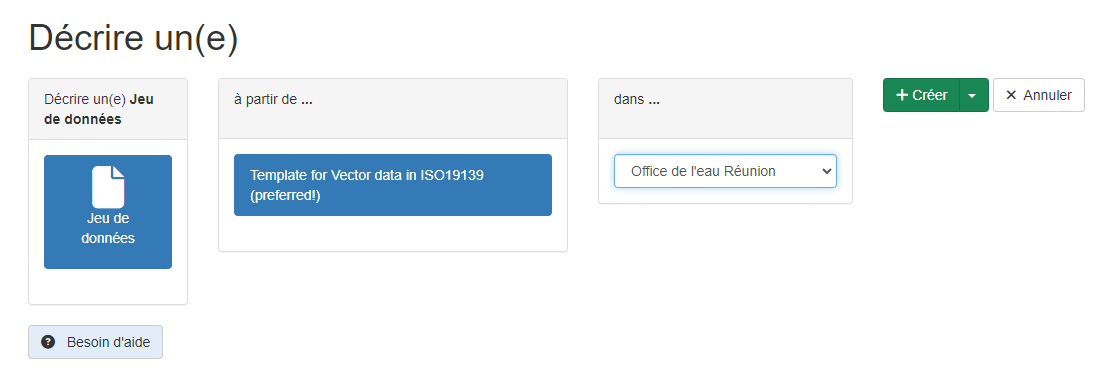 Décrire un(e)
Décrire un(e) Jeu
de données
Jeu de
données
à partir de ...
Template for Vector data in ISO19139
(preferred!)
dans ...
Office de l'eau Réunion
Créer
Annuler
Besoin d'aide